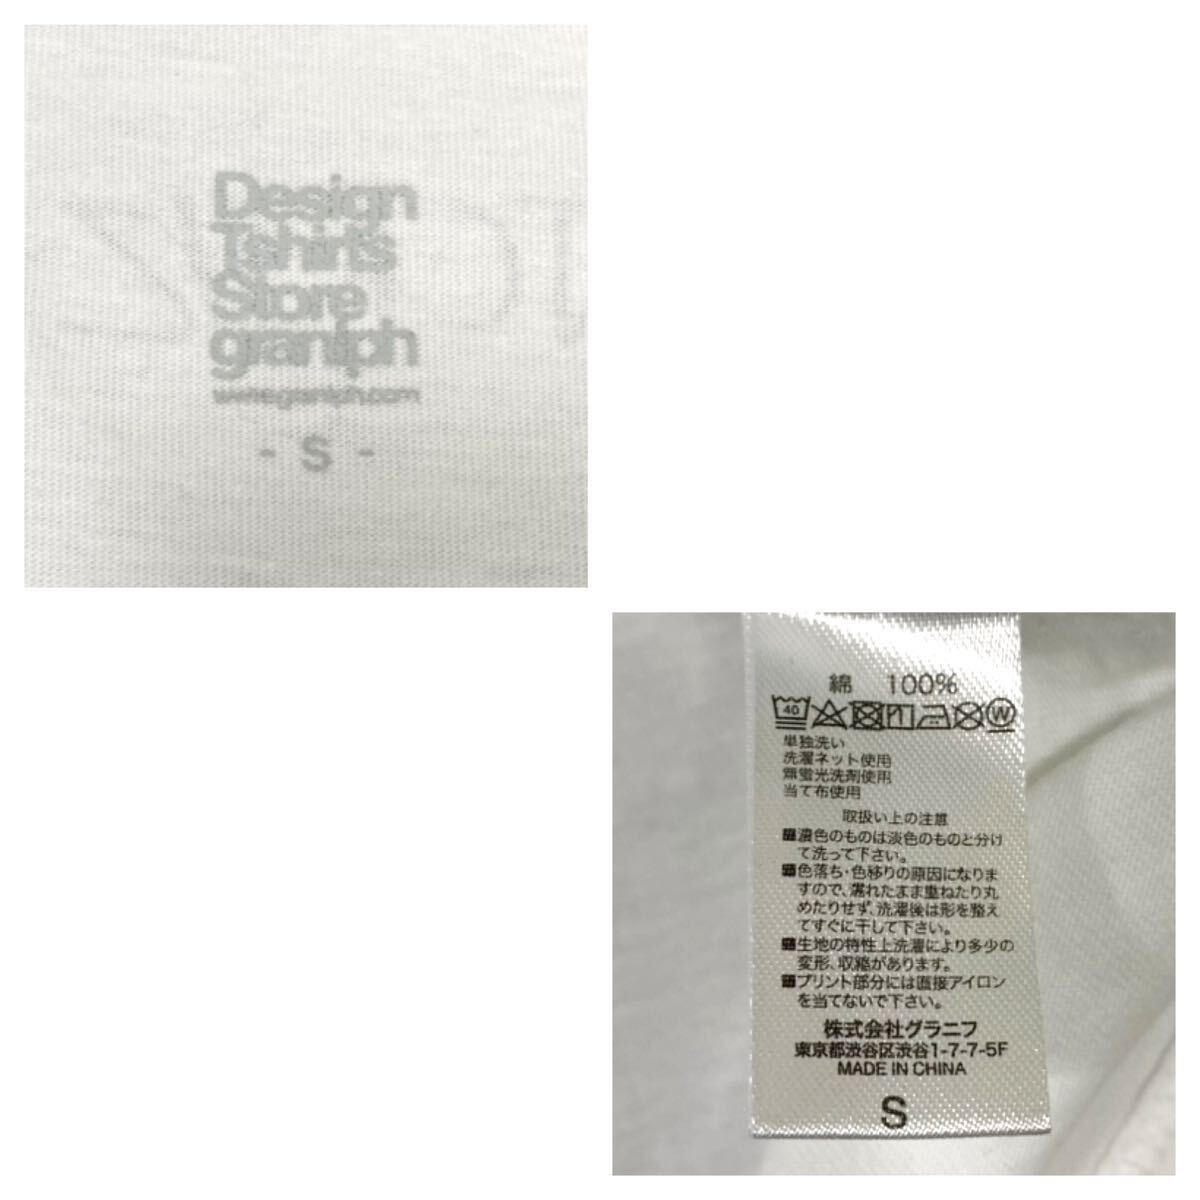 Design
Tshirts
Store
graniph
www.graniph.com
- S -
綿 100%
40 W
単独洗い
洗濯ネット使用
無蛍光洗剤使用
当て布使用
取扱い上の注意
濃色のものは淡色のものと分け
て洗って下さい。
色落ち・色移りの原因になりま
すので、濡れたまま重ねたり丸
めたりせず、洗濯後は形を整え
てすぐに干して下さい。
生地の特性上洗濯により多少の
変形、収縮があります。
プリント部分には直接アイロン
を当てないで下さい。
株式会社グラニフ
東京都渋谷区渋谷1-7-7-5F
MADE IN CHINA
S